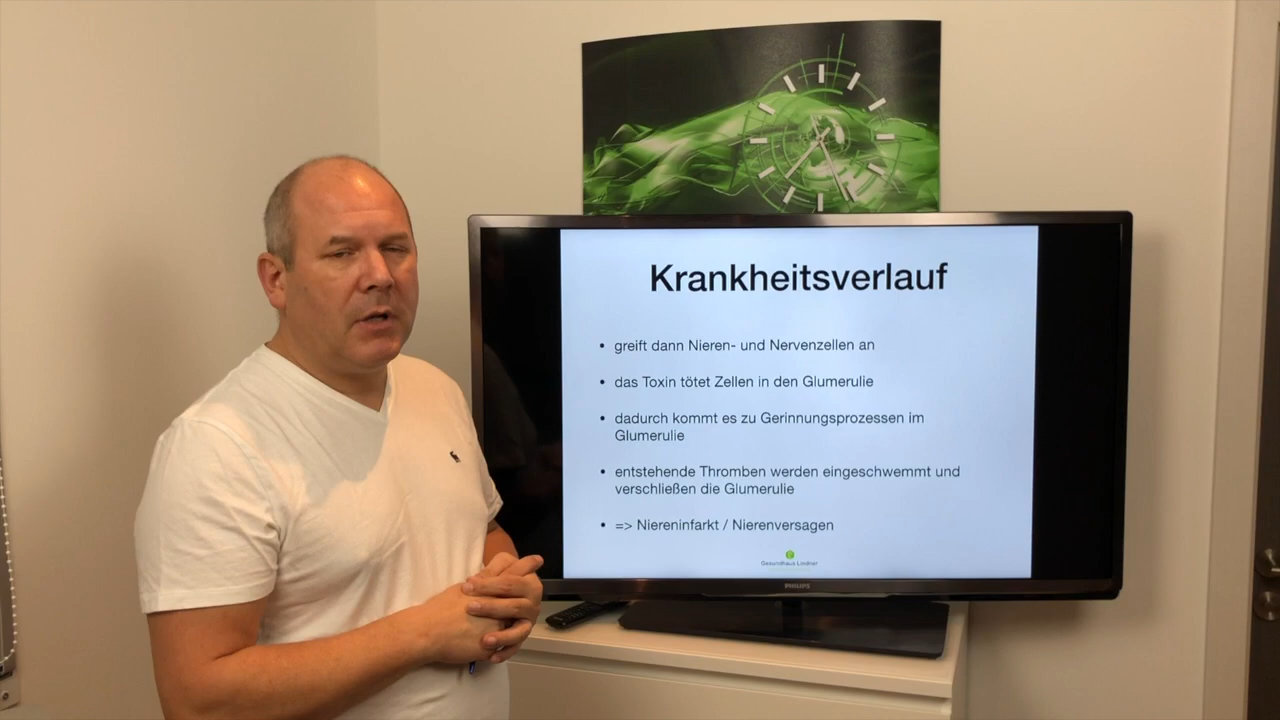 Krankheitsverlauf
• greift dann Nieren- und Nervenzellen an
• das Toxin tötet Zellen in den Glumerulie
• dadurch kommt es zu Gerinnungsprozessen im
Glumerulie
• entstehende Thromben werden eingeschwemmt und
verschließen die Glumerulie
• => Niereninfarkt / Nierenversagen
Gesundhaus Lindner
PHILIPS